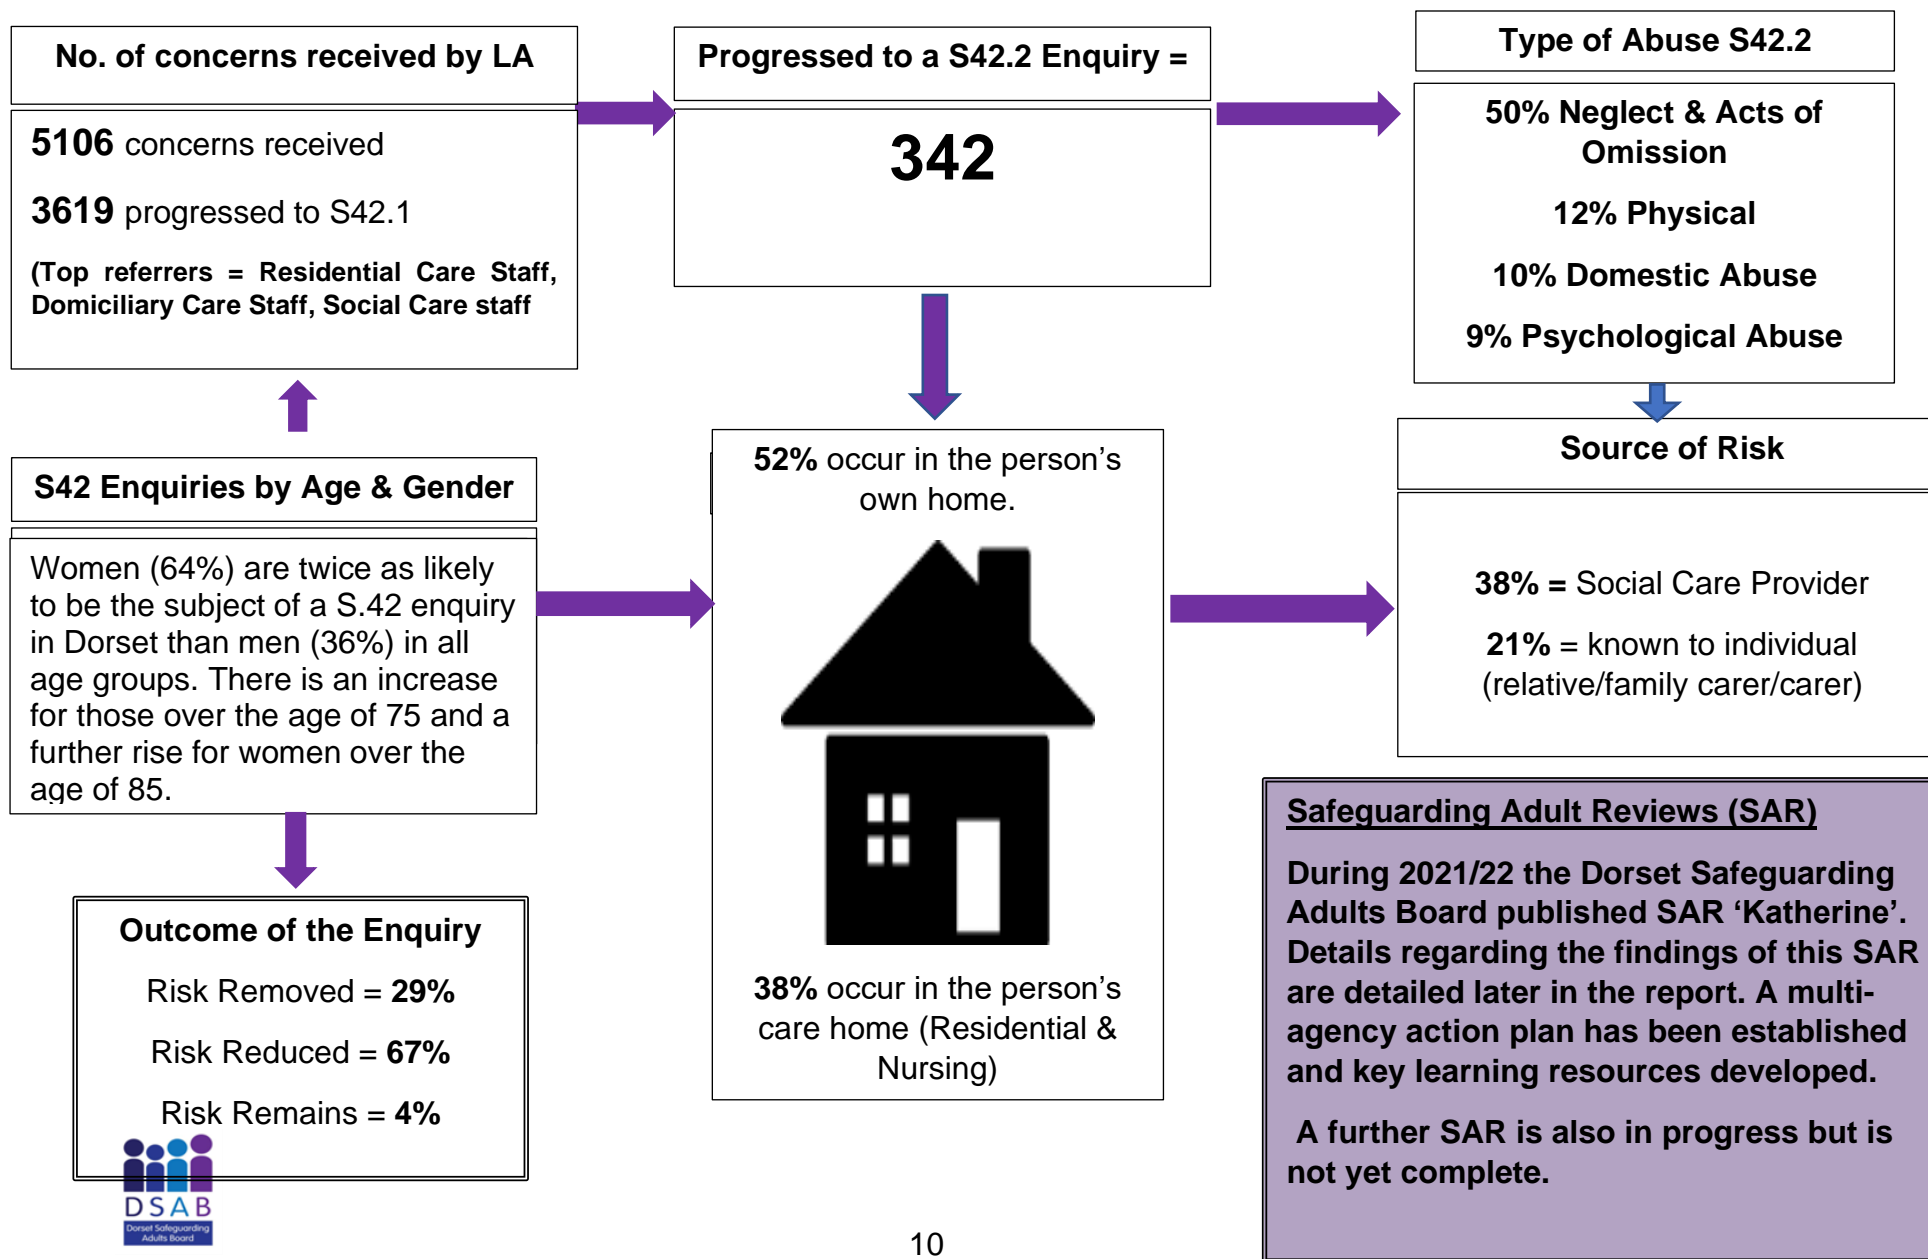 No. of concerns received by LA
5106 concerns received
3619 progressed to S42.1
(Top referrers = Residential Care Staff,
Domiciliary Care Staff, Social Care staff
Progressed to a S42.2 Enquiry =
342
Type of Abuse S42.2
50% Neglect & Acts of
Omission
12% Physical
10% Domestic Abuse
9% Psychological Abuse
S42 Enquiries by Age & Gender
Women (64%) are twice as likely
to be the subject of a S.42 enquiry
in Dorset than men (36%) in all
age groups. There is an increase
for those over the age of 75 and a
further rise for women over the
age of 85.
52% occur in the person's
own home.
38% occur in the person's
care home (Residential &
Nursing)
Source of Risk
38% = Social Care Provider
21% = known to individual
(relative/family carer/carer)
Outcome of the Enquiry
Risk Removed = 29%
Risk Reduced = 67%
Risk Remains = 4%
Safeguarding Adult Reviews (SAR)
During 2021/22 the Dorset Safeguarding
Adults Board published SAR ‘Katherine’.
Details regarding the findings of this SAR
are detailed later in the report. A multi-
agency action plan has been established
and key learning resources developed.
A further SAR is also in progress but is
not yet complete.
DSAB
Dorset Safeguarding
Adults Board
10